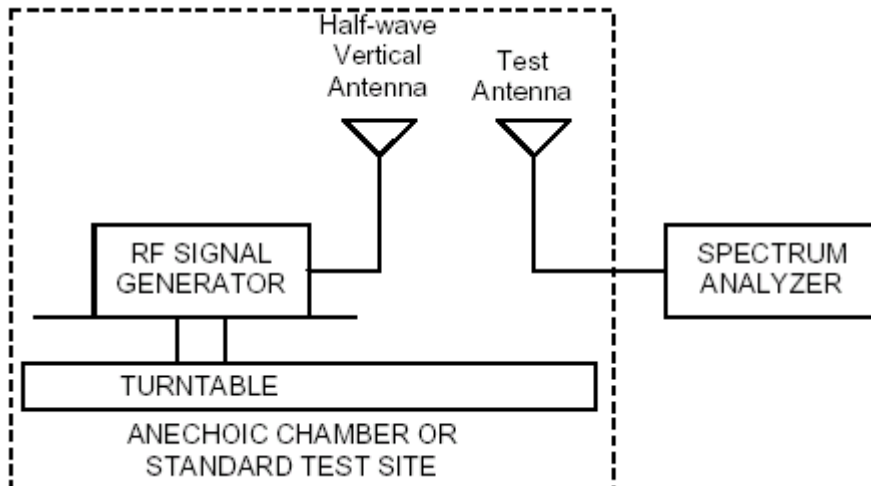 Half-wave
Vertical
Antenna
Test
Antenna
RF SIGNAL
GENERATOR
SPECTRUM
ANALYZER
TURNTABLE
ANECHOIC CHAMBER OR
STANDARD TEST SITE